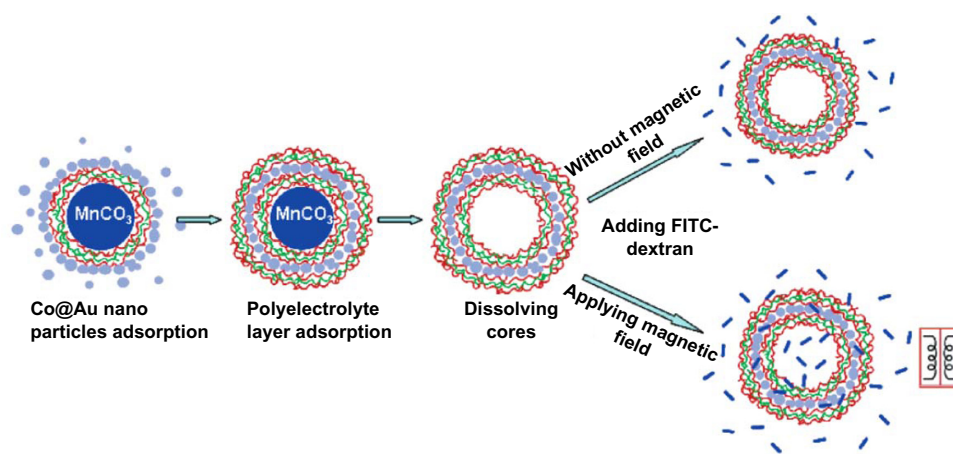 MnCO₃
Co@Au nano
particles adsorption
MnCO₃
Polyelectrolyte
layer adsorption
Dissolving
cores
Without magnetic
field
Adding FITC-
dextran
Applying magnetic
field